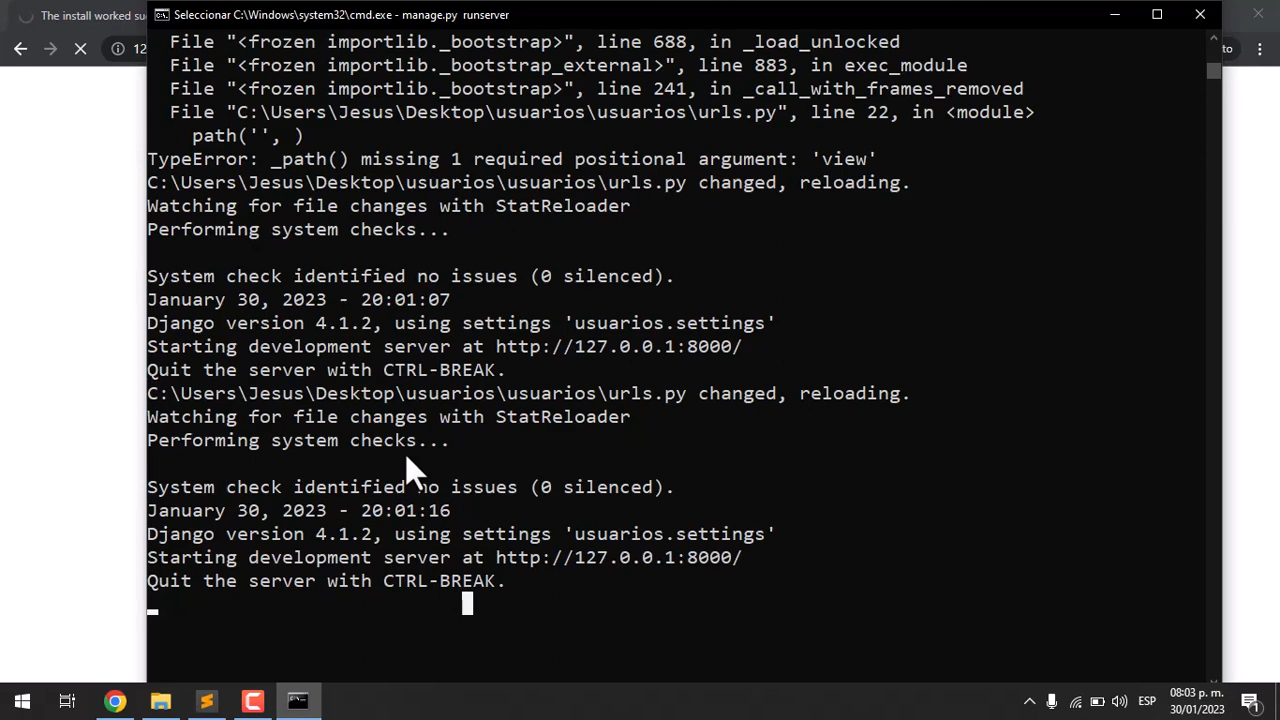 The install worked su
Seleccionar C:\Windows\system32\cmd.exe - manage.py  runserver
12
to
File "<frozen importlib._bootstrap>", line 688, in _load_unlocked
File "<frozen importlib._bootstrap_external>", line 883, in exec_module
File "<frozen importlib._bootstrap>", line 241, in _call_with_frames_removed
File "C:\Users\Jesus\Desktop\usuarios\usuarios\urls.py", line 22, in <module>
path('', )
TypeError: _path() missing 1 required positional argument: 'view'
C:\Users\Jesus\Desktop\usuarios\usuarios\urls.py changed, reloading.
Watching for file changes with StatReloader
Performing system checks...
System check identified no issues (0 silenced).
January 30, 2023 - 20:01:07
Django version 4.1.2, using settings 'usuarios.settings'
Starting development server at http://127.0.0.1:8000/
Quit the server with CTRL-BREAK.
C:\Users\Jesus\Desktop\usuarios\usuarios\urls.py changed, reloading.
Watching for file changes with StatReloader
Performing system checks...
System check identified no issues (0 silenced).
January 30, 2023 - 20:01:16
Django version 4.1.2, using settings 'usuarios.settings'
Starting development server at http://127.0.0.1:8000/
Quit the server with CTRL-BREAK.
ESP
08:03 p. m.
30/01/2023
1